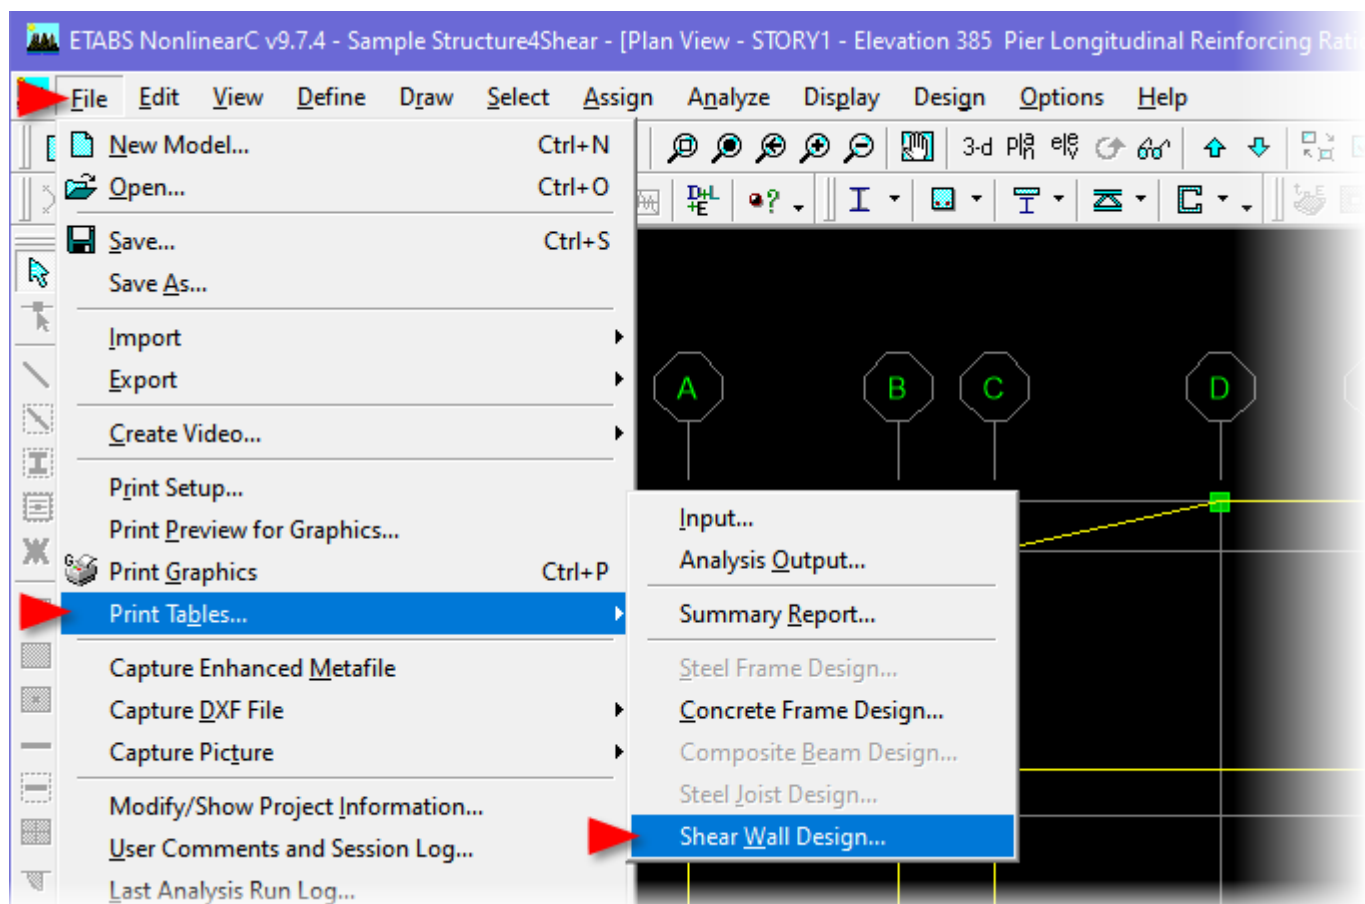 ETABS NonlinearC v9.7.4 - Sample Structure4Shear - [Plan View - STORY1 - Elevation 385 Pier Longitudinal Reinforcing Rati
File Edit View Define Draw Select Assign Analyze Display Design Options Help
New Model... Ctrl+N
3-d
Open... Ctrl+O
Save... Ctrl+S
Save As...
Import
Export
A B C D
Create Video...
Print Setup...
Print Preview for Graphics...
Print Graphics Ctrl+P
Print Tables...
Capture Enhanced Metafile
Capture DXF File
Capture Picture
Modify/Show Project Information...
User Comments and Session Log...
Last Analysis Run Log...
Input...
Analysis Output...
Summary Report...
Steel Frame Design...
Concrete Frame Design...
Composite Beam Design...
Steel Joist Design...
Shear Wall Design...